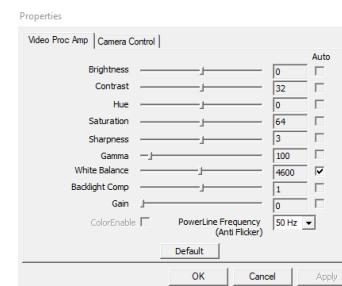 Properties
Video Proc Amp Camera Control
Auto
Brightness 0
Contrast 32
Hue 0
Saturation 64
Sharpness 3
Gamma 100
White Balance 4600
Backlight Comp 1
Gain 0
ColorEnable PowerLine Frequency 50 Hz
(Anti Flicker)
Default
OK Cancel Apply